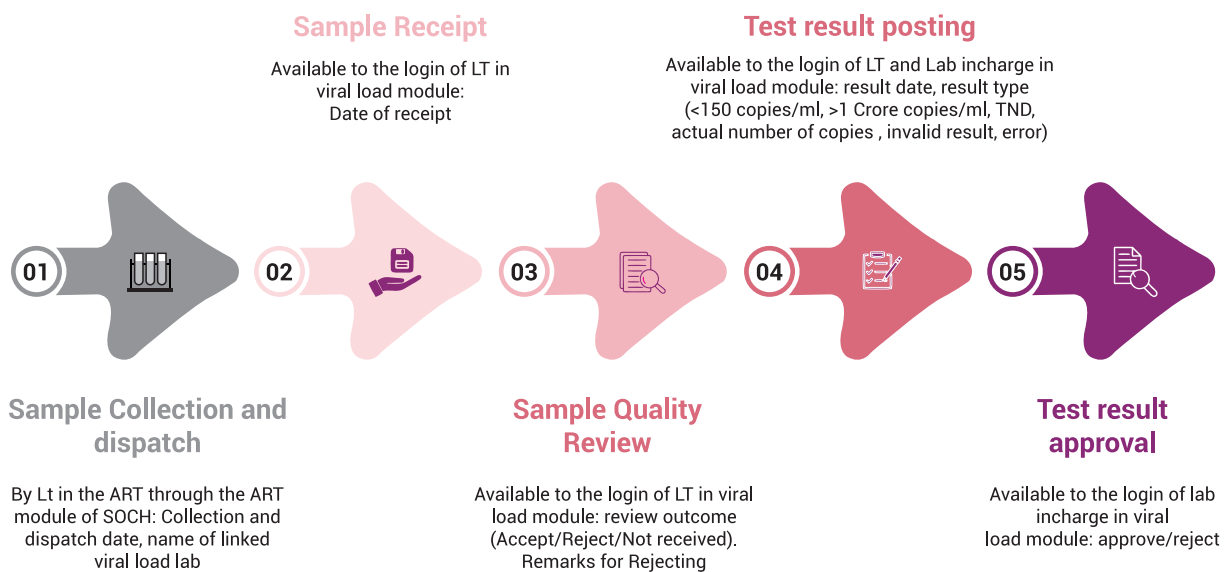 Sample Receipt
Available to the login of LT in
viral load module:
Date of receipt
Test result posting
Available to the login of LT and Lab incharge in
viral load module: result date, result type
(<150 copies/ml, >1 Crore copies/ml, TND,
actual number of copies , invalid result, error)
01
02
03
04
05
Sample Collection and
dispatch
By Lt in the ART through the ART
module of SOCH: Collection and
dispatch date, name of linked
viral load lab
Sample Quality
Review
Available to the login of LT in viral
load module: review outcome
(Accept/Reject/Not received).
Remarks for Rejecting
Test result
approval
Available to the login of lab
incharge in viral
load module: approve/reject